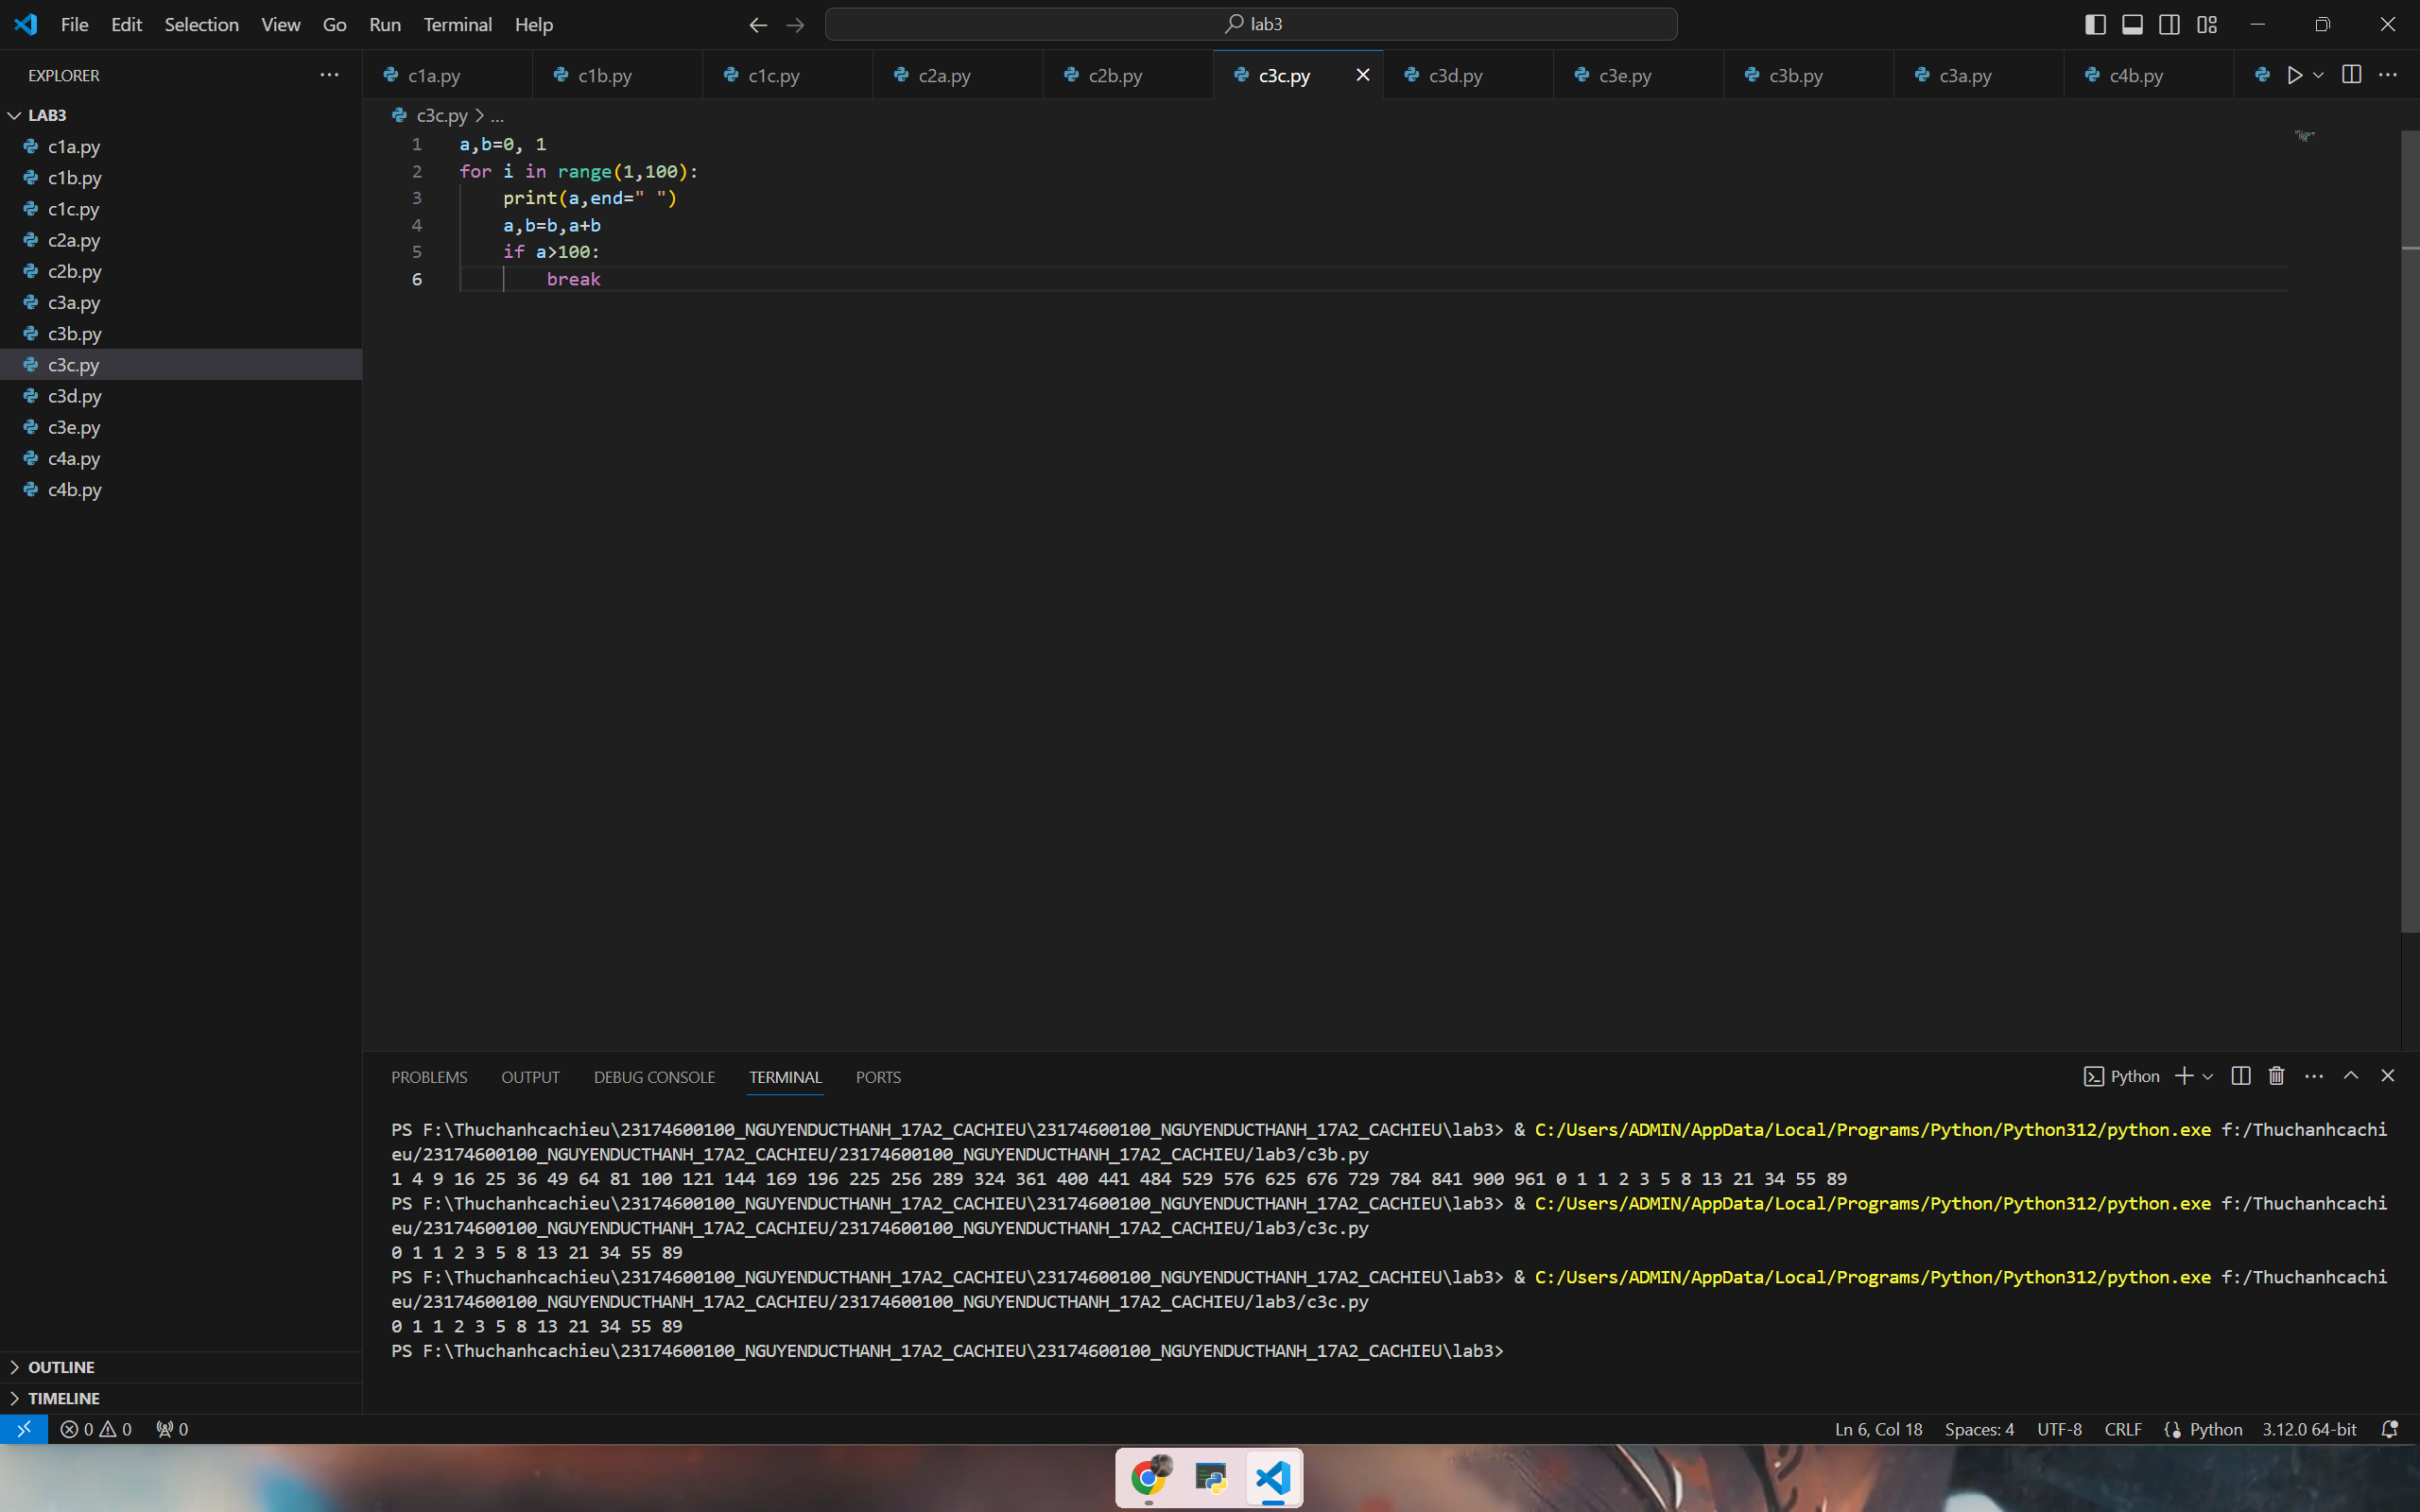 File Edit Selection View Go Run Terminal Help
lab3
EXPLORER
c1a.py c1b.py c1c.py c2a.py c2b.py c3c.py c3d.py c3e.py c3b.py c3a.py c4b.py
LAB3
c1a.py
c1b.py
c1c.py
c2a.py
c2b.py
c3a.py
c3b.py
c3c.py
c3d.py
c3e.py
c4a.py
c4b.py
OUTLINE
TIMELINE
c3c.py > ...
1 a,b=0, 1
2 for i in range(1,100):
3     print(a,end=" ")
4     a,b=b,a+b
5     if a>100:
6         break
PROBLEMS OUTPUT DEBUG CONSOLE TERMINAL PORTS
Python
PS F:\Thuchanhcachieu\23174600100_NGUYENDUCTHANH_17A2_CACHIEU\23174600100_NGUYENDUCTHANH_17A2_CACHIEU\lab3> & C:/Users/ADMIN/AppData/Local/Programs/Python/Python312/python.exe f:/Thuchanhcachi
eu/23174600100_NGUYENDUCTHANH_17A2_CACHIEU/23174600100_NGUYENDUCTHANH_17A2_CACHIEU/lab3/c3b.py
1 4 9 16 25 36 49 64 81 100 121 144 169 196 225 256 289 324 361 400 441 484 529 576 625 676 729 784 841 900 961 0 1 1 2 3 5 8 13 21 34 55 89
PS F:\Thuchanhcachieu\23174600100_NGUYENDUCTHANH_17A2_CACHIEU\23174600100_NGUYENDUCTHANH_17A2_CACHIEU\lab3> & C:/Users/ADMIN/AppData/Local/Programs/Python/Python312/python.exe f:/Thuchanhcachi
eu/23174600100_NGUYENDUCTHANH_17A2_CACHIEU/23174600100_NGUYENDUCTHANH_17A2_CACHIEU/lab3/c3c.py
0 1 1 2 3 5 8 13 21 34 55 89
PS F:\Thuchanhcachieu\23174600100_NGUYENDUCTHANH_17A2_CACHIEU\23174600100_NGUYENDUCTHANH_17A2_CACHIEU\lab3> & C:/Users/ADMIN/AppData/Local/Programs/Python/Python312/python.exe f:/Thuchanhcachi
eu/23174600100_NGUYENDUCTHANH_17A2_CACHIEU/23174600100_NGUYENDUCTHANH_17A2_CACHIEU/lab3/c3c.py
0 1 1 2 3 5 8 13 21 34 55 89
PS F:\Thuchanhcachieu\23174600100_NGUYENDUCTHANH_17A2_CACHIEU\23174600100_NGUYENDUCTHANH_17A2_CACHIEU\lab3>
0 0 0 Ln 6, Col 18 Spaces: 4 UTF-8 CRLF Python 3.12.0 64-bit